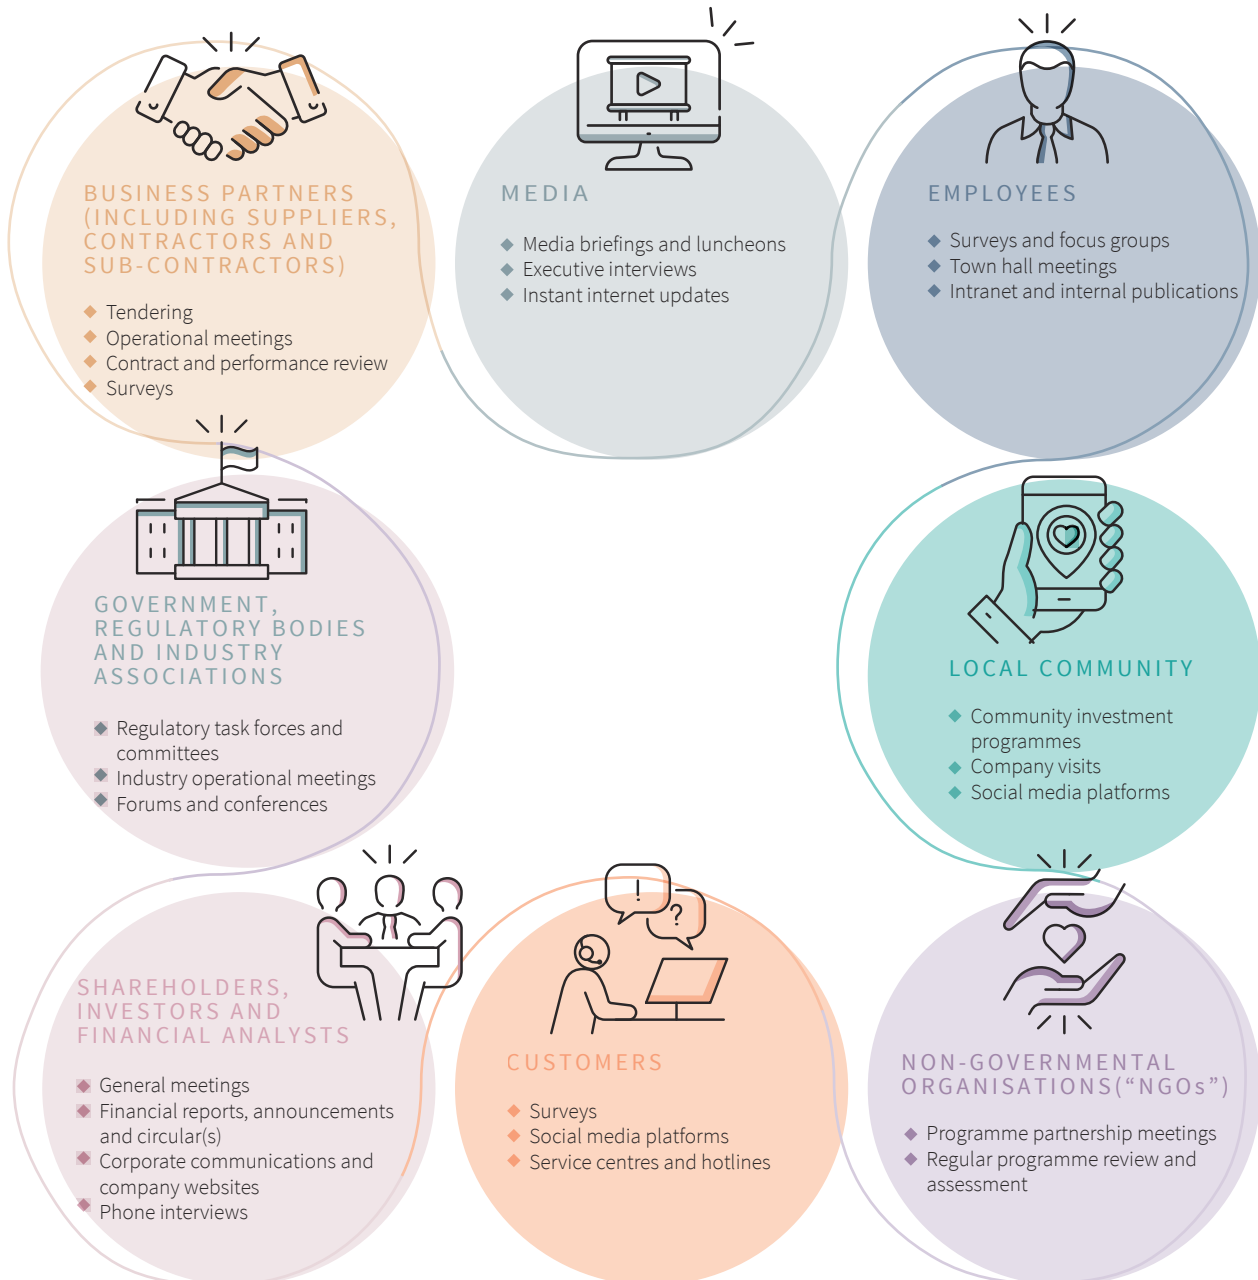 BUSINESS PARTNERS
(INCLUDING SUPPLIERS,
CONTRACTORS AND
SUB-CONTRACTORS)
Tendering
Operational meetings
Contract and performance review
Surveys
MEDIA
Media briefings and luncheons
Executive interviews
Instant internet updates
EMPLOYEES
Surveys and focus groups
Town hall meetings
Intranet and internal publications
GOVERNMENT,
REGULATORY BODIES
AND INDUSTRY
ASSOCIATIONS
Regulatory task forces and
committees
Industry operational meetings
Forums and conferences
LOCAL COMMUNITY
Community investment
programmes
Company visits
Social media platforms
SHAREHOLDERS,
INVESTORS AND
FINANCIAL ANALYSTS
General meetings
Financial reports, announcements
and circular(s)
Corporate communications and
company websites
Phone interviews
! ?
CUSTOMERS
Surveys
Social media platforms
Service centres and hotlines
NON-GOVERNMENTAL
ORGANISATIONS(“NGOs”)
Programme partnership meetings
Regular programme review and
assessment